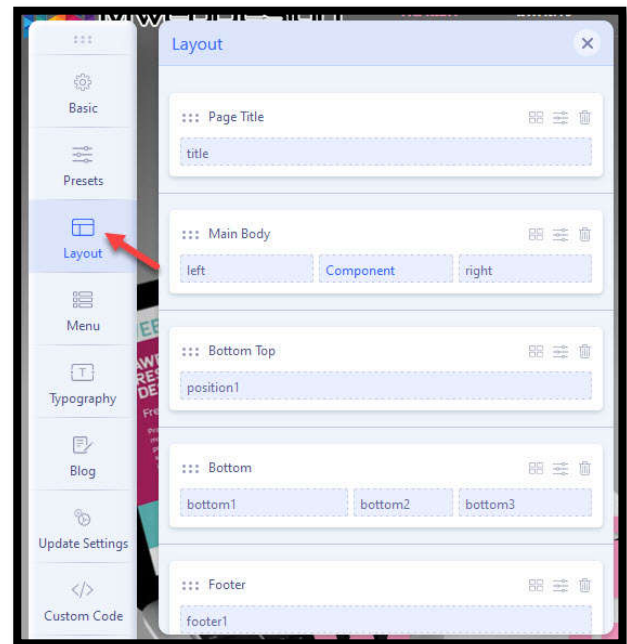 Layout
Basic
Presets
Layout
Menu
Typography
Blog
Update Settings
Custom Code
Page Title
title
Main Body
left Component right
Bottom Top
position1
Bottom
bottom1 bottom2 bottom3
Footer
footer1